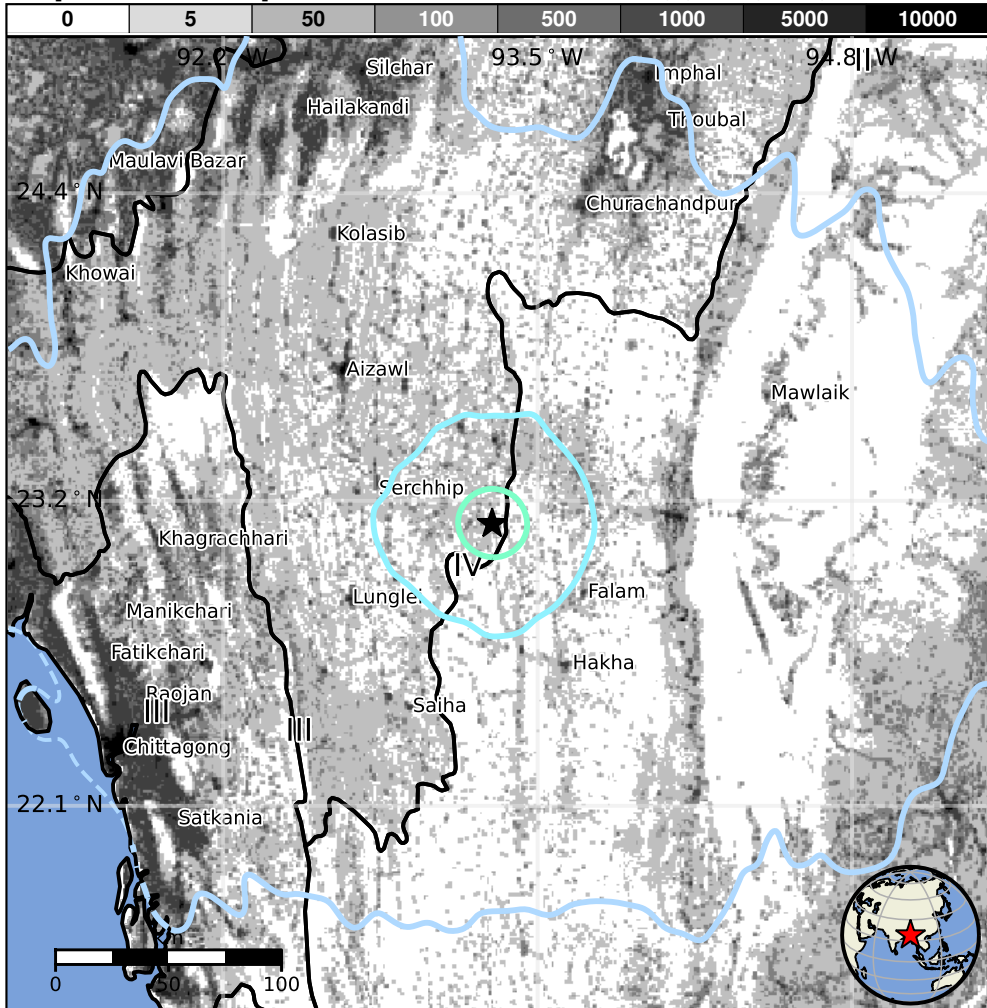 0 5 50 100 500 1000 5000 10000
92.2°W 93.5°W 94.8°W
II
Silchar
Imphal
Hailakandi
Thoubal
Maulavi Bazar
24.4°N
Churachandpur
Kolasib
Khowai
Aizawl
Mawlaik
Serchhip
23.2°N
Khagrachhari
IV
Lunglei
Falam
Manikchari
Fatikchari
Hakha
Raojan
Saiha
III
III
Chittagong
22.1°N
Satkania
0 50 100